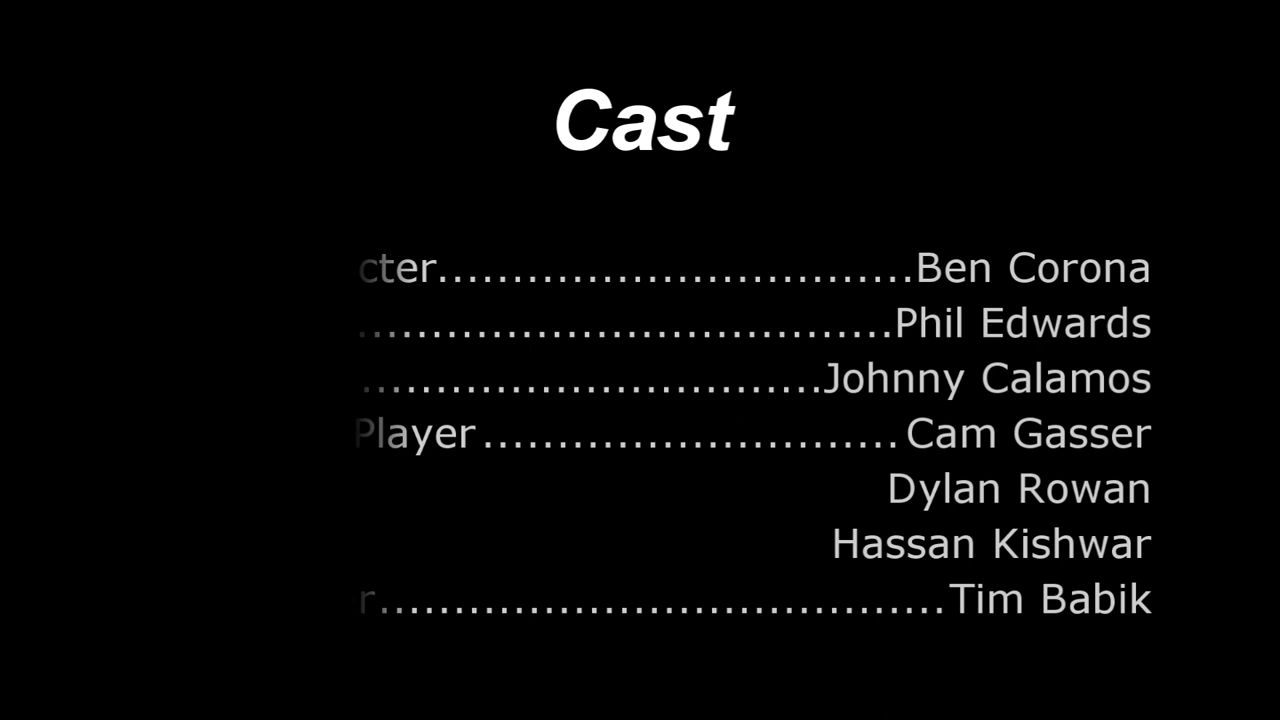 Cast
cter................................Ben Corona
....................................Phil Edwards
...............................Johnny Calamos
Player............................Cam Gasser
Dylan Rowan
Hassan Kishwar
r......................................Tim Babik